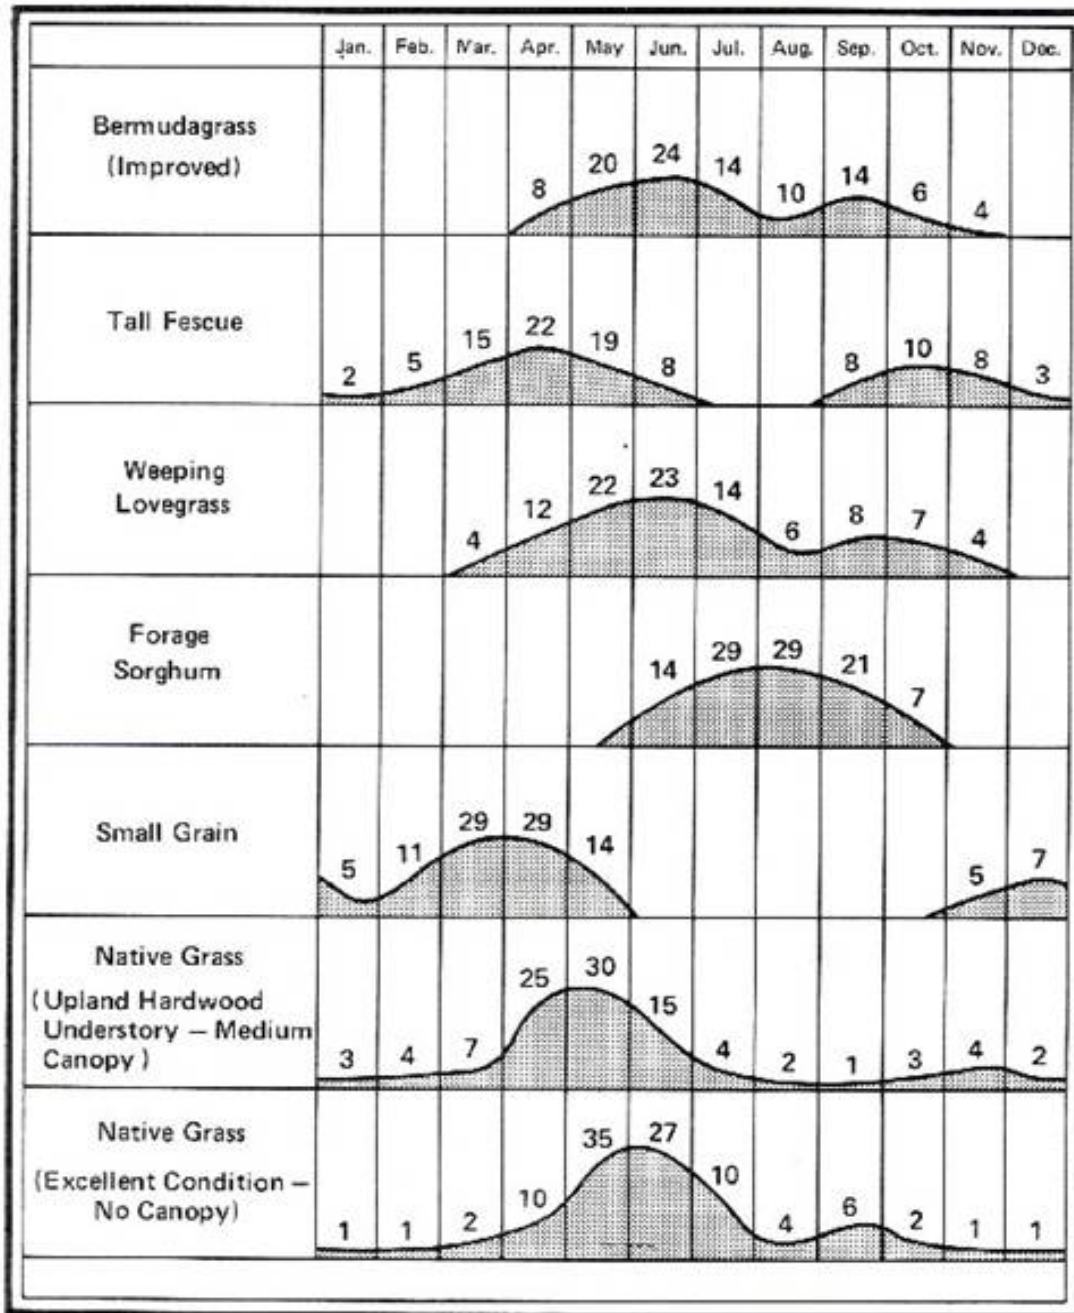 Jan. Feb. Mar. Apr. May Jun. Jul. Aug. Sep. Oct. Nov. Dec.
Bermudagrass
(Improved)
8 20 24 14 10 14 6 4
Tall Fescue
2 5 15 22 19 8 8 10 8 3
Weeping
Lovegrass
4 12 22 23 14 6 8 7 4
Forage
Sorghum
14 29 29 21 7
Small Grain
5 11 29 29 14 5 7
Native Grass
(Upland Hardwood
Understory — Medium
Canopy)
3 4 7 25 30 15 4 2 1 3 4 2
Native Grass
(Excellent Condition —
No Canopy)
1 1 2 10 35 27 10 4 6 2 1 1